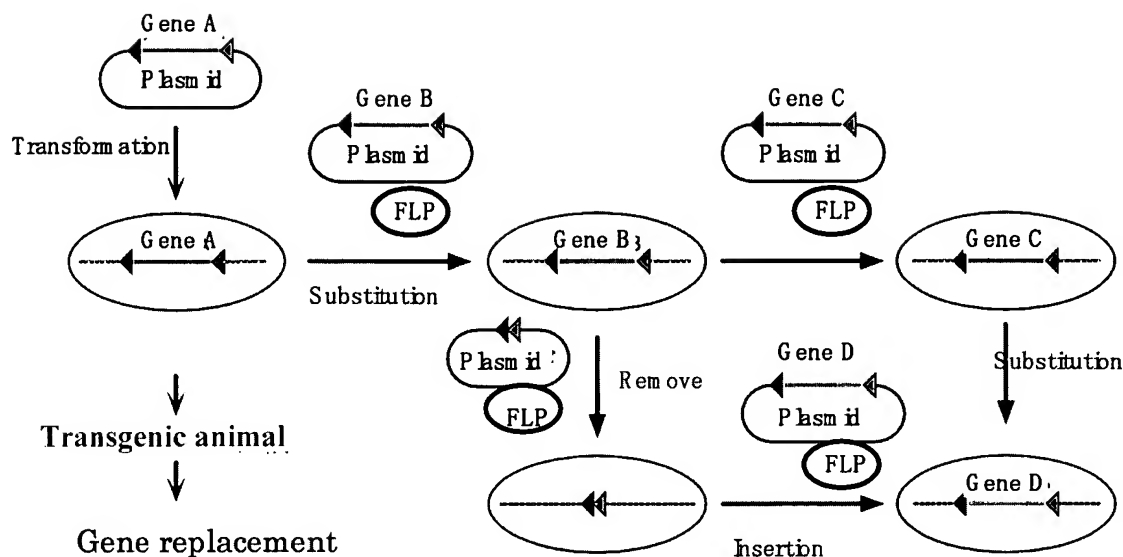 Gene A
Plasmid
Transformation
Gene A
Gene B
Plasmid
FLP
Substitution
Gene B
Gene C
Plasmid
FLP
Gene C
Plasmid
FLP
Remove
Gene D
Plasmid
FLP
Substitution
Insertion
Gene D
Transgenic animal
Gene replacement